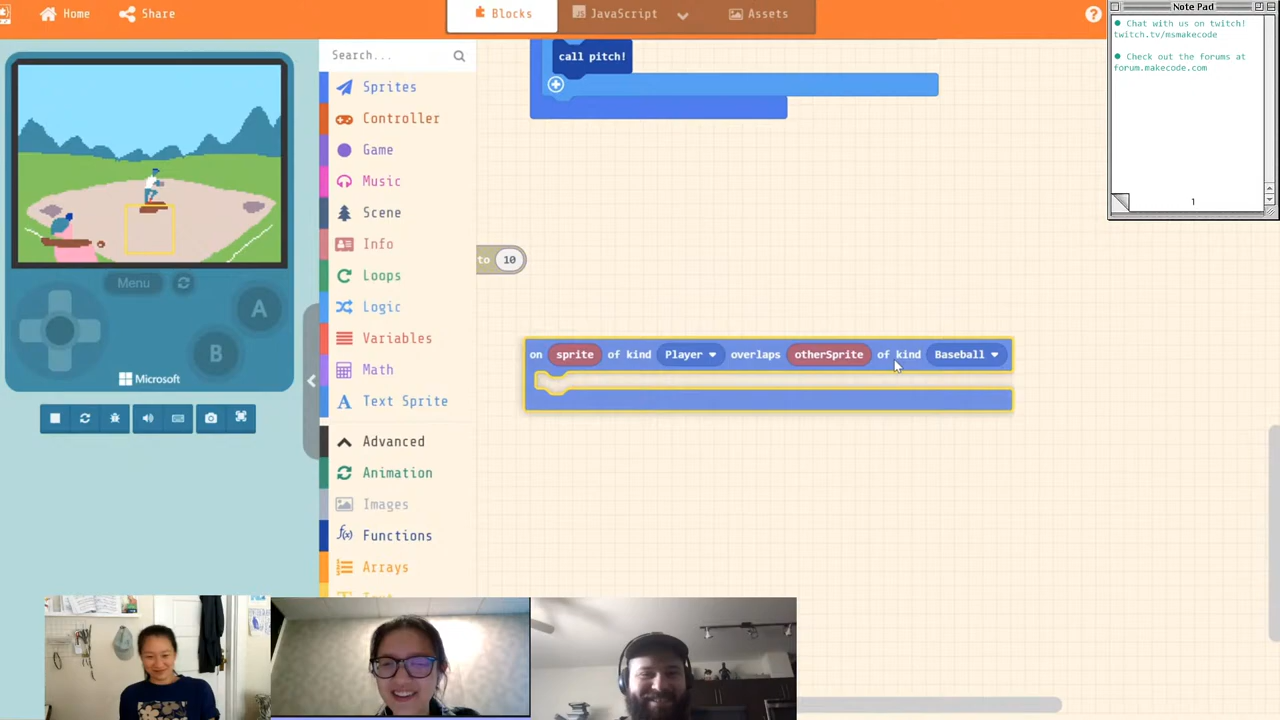 Home
Share
Blocks
JavaScript
Assets
?
Note Pad
Chat with us on twitch!
twitch.tv/msmakecode
Check out the forums at
forum.makecode.com
1
Search...
Sprites
Controller
Game
Music
Scene
Info
Loops
Logic
Variables
Math
Text Sprite
Advanced
Animation
Images
Functions
Arrays
call pitch!
to 10
on sprite of kind Player overlaps otherSprite of kind Baseball
Menu
A
B
Microsoft